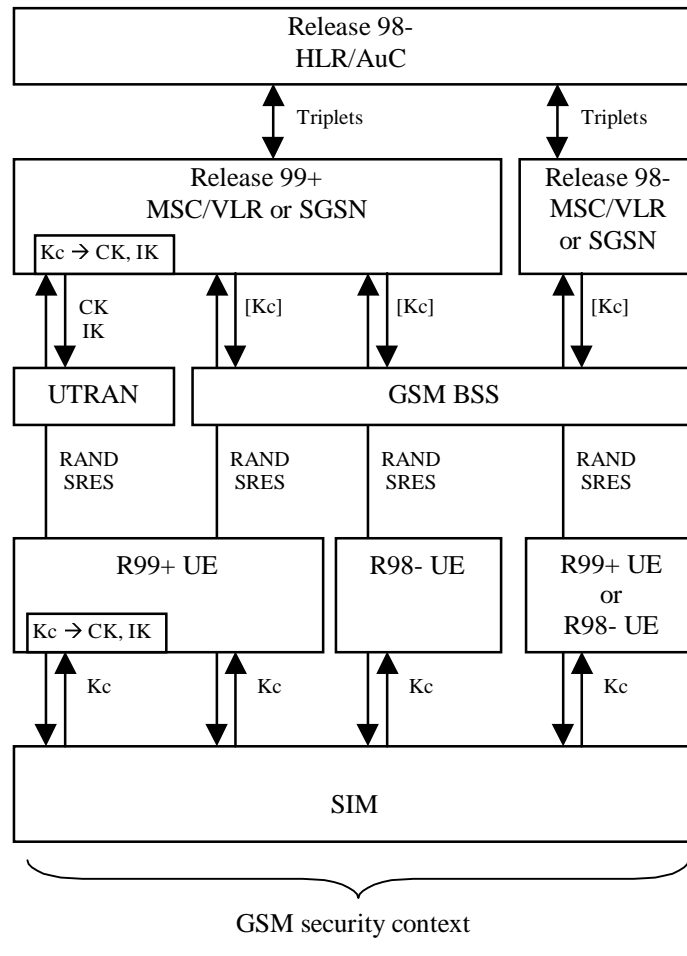 Release 98-
HLR/AuC
Triplets
Triplets
Release 99+
MSC/VLR or SGSN
Kc → CK, IK
Release 98-
MSC/VLR
or SGSN
CK
IK
[Kc]
[Kc]
[Kc]
UTRAN
GSM BSS
RAND
SRES
RAND
SRES
RAND
SRES
RAND
SRES
R99+ UE
Kc → CK, IK
R98- UE
R99+ UE
or
R98- UE
Kc
Kc
Kc
Kc
SIM
GSM security context